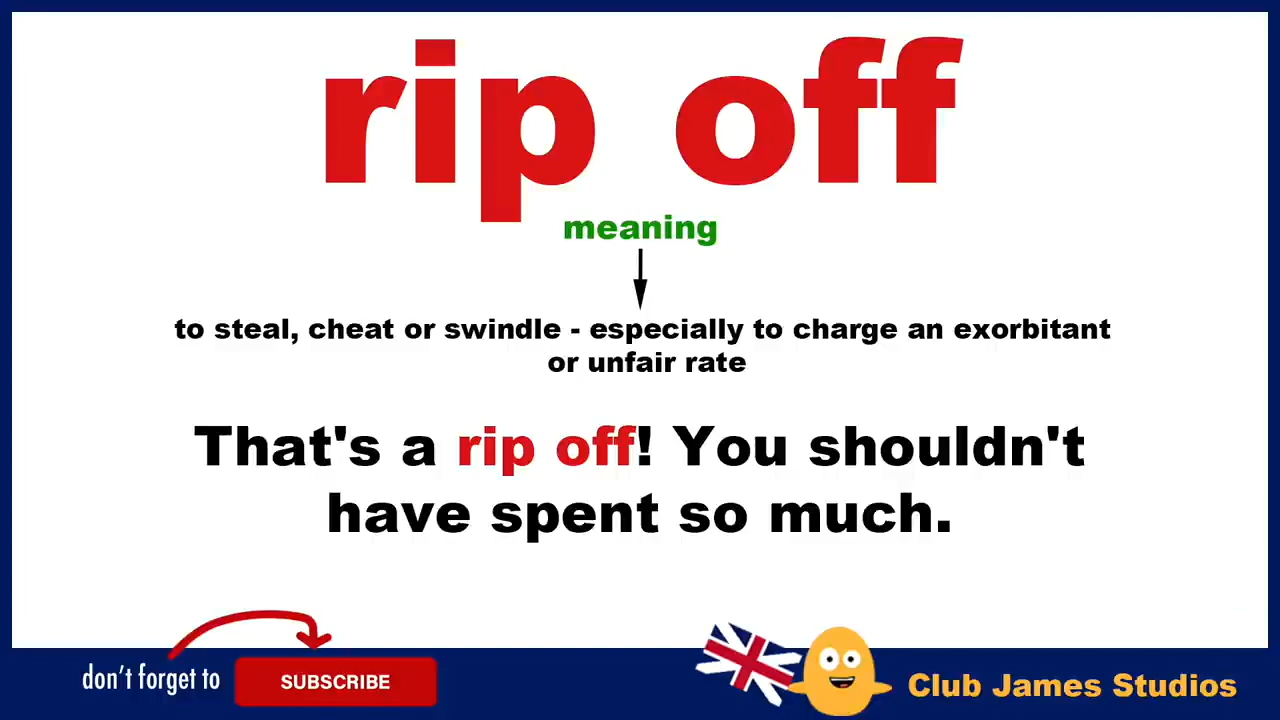 rip off
meaning
to steal, cheat or swindle - especially to charge an exorbitant
or unfair rate
That's a rip off! You shouldn't
have spent so much.
don't forget to
SUBSCRIBE
Club James Studios